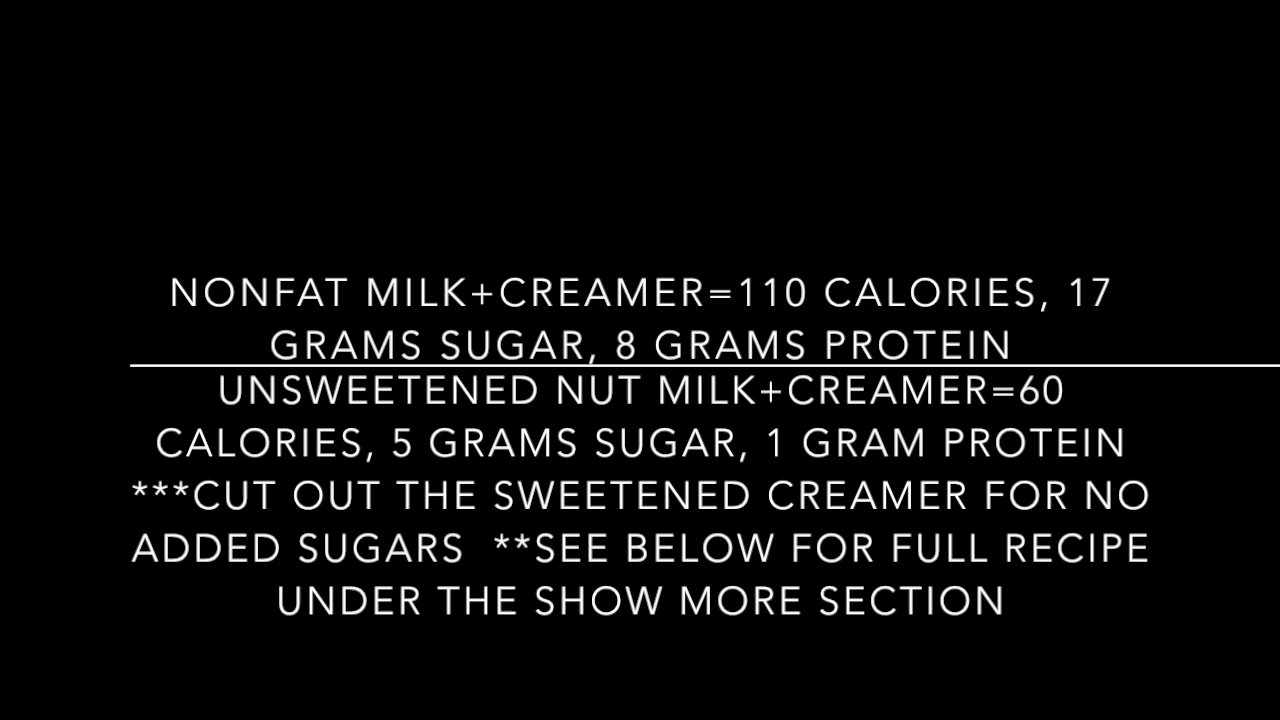 NONFAT MILK+CREAMER=110 CALORIES, 17
GRAMS SUGAR, 8 GRAMS PROTEIN
UNSWEETENED NUT MILK+CREAMER=60
CALORIES, 5 GRAMS SUGAR, 1 GRAM PROTEIN
***CUT OUT THE SWEETENED CREAMER FOR NO
ADDED SUGARS  **SEE BELOW FOR FULL RECIPE
UNDER THE SHOW MORE SECTION